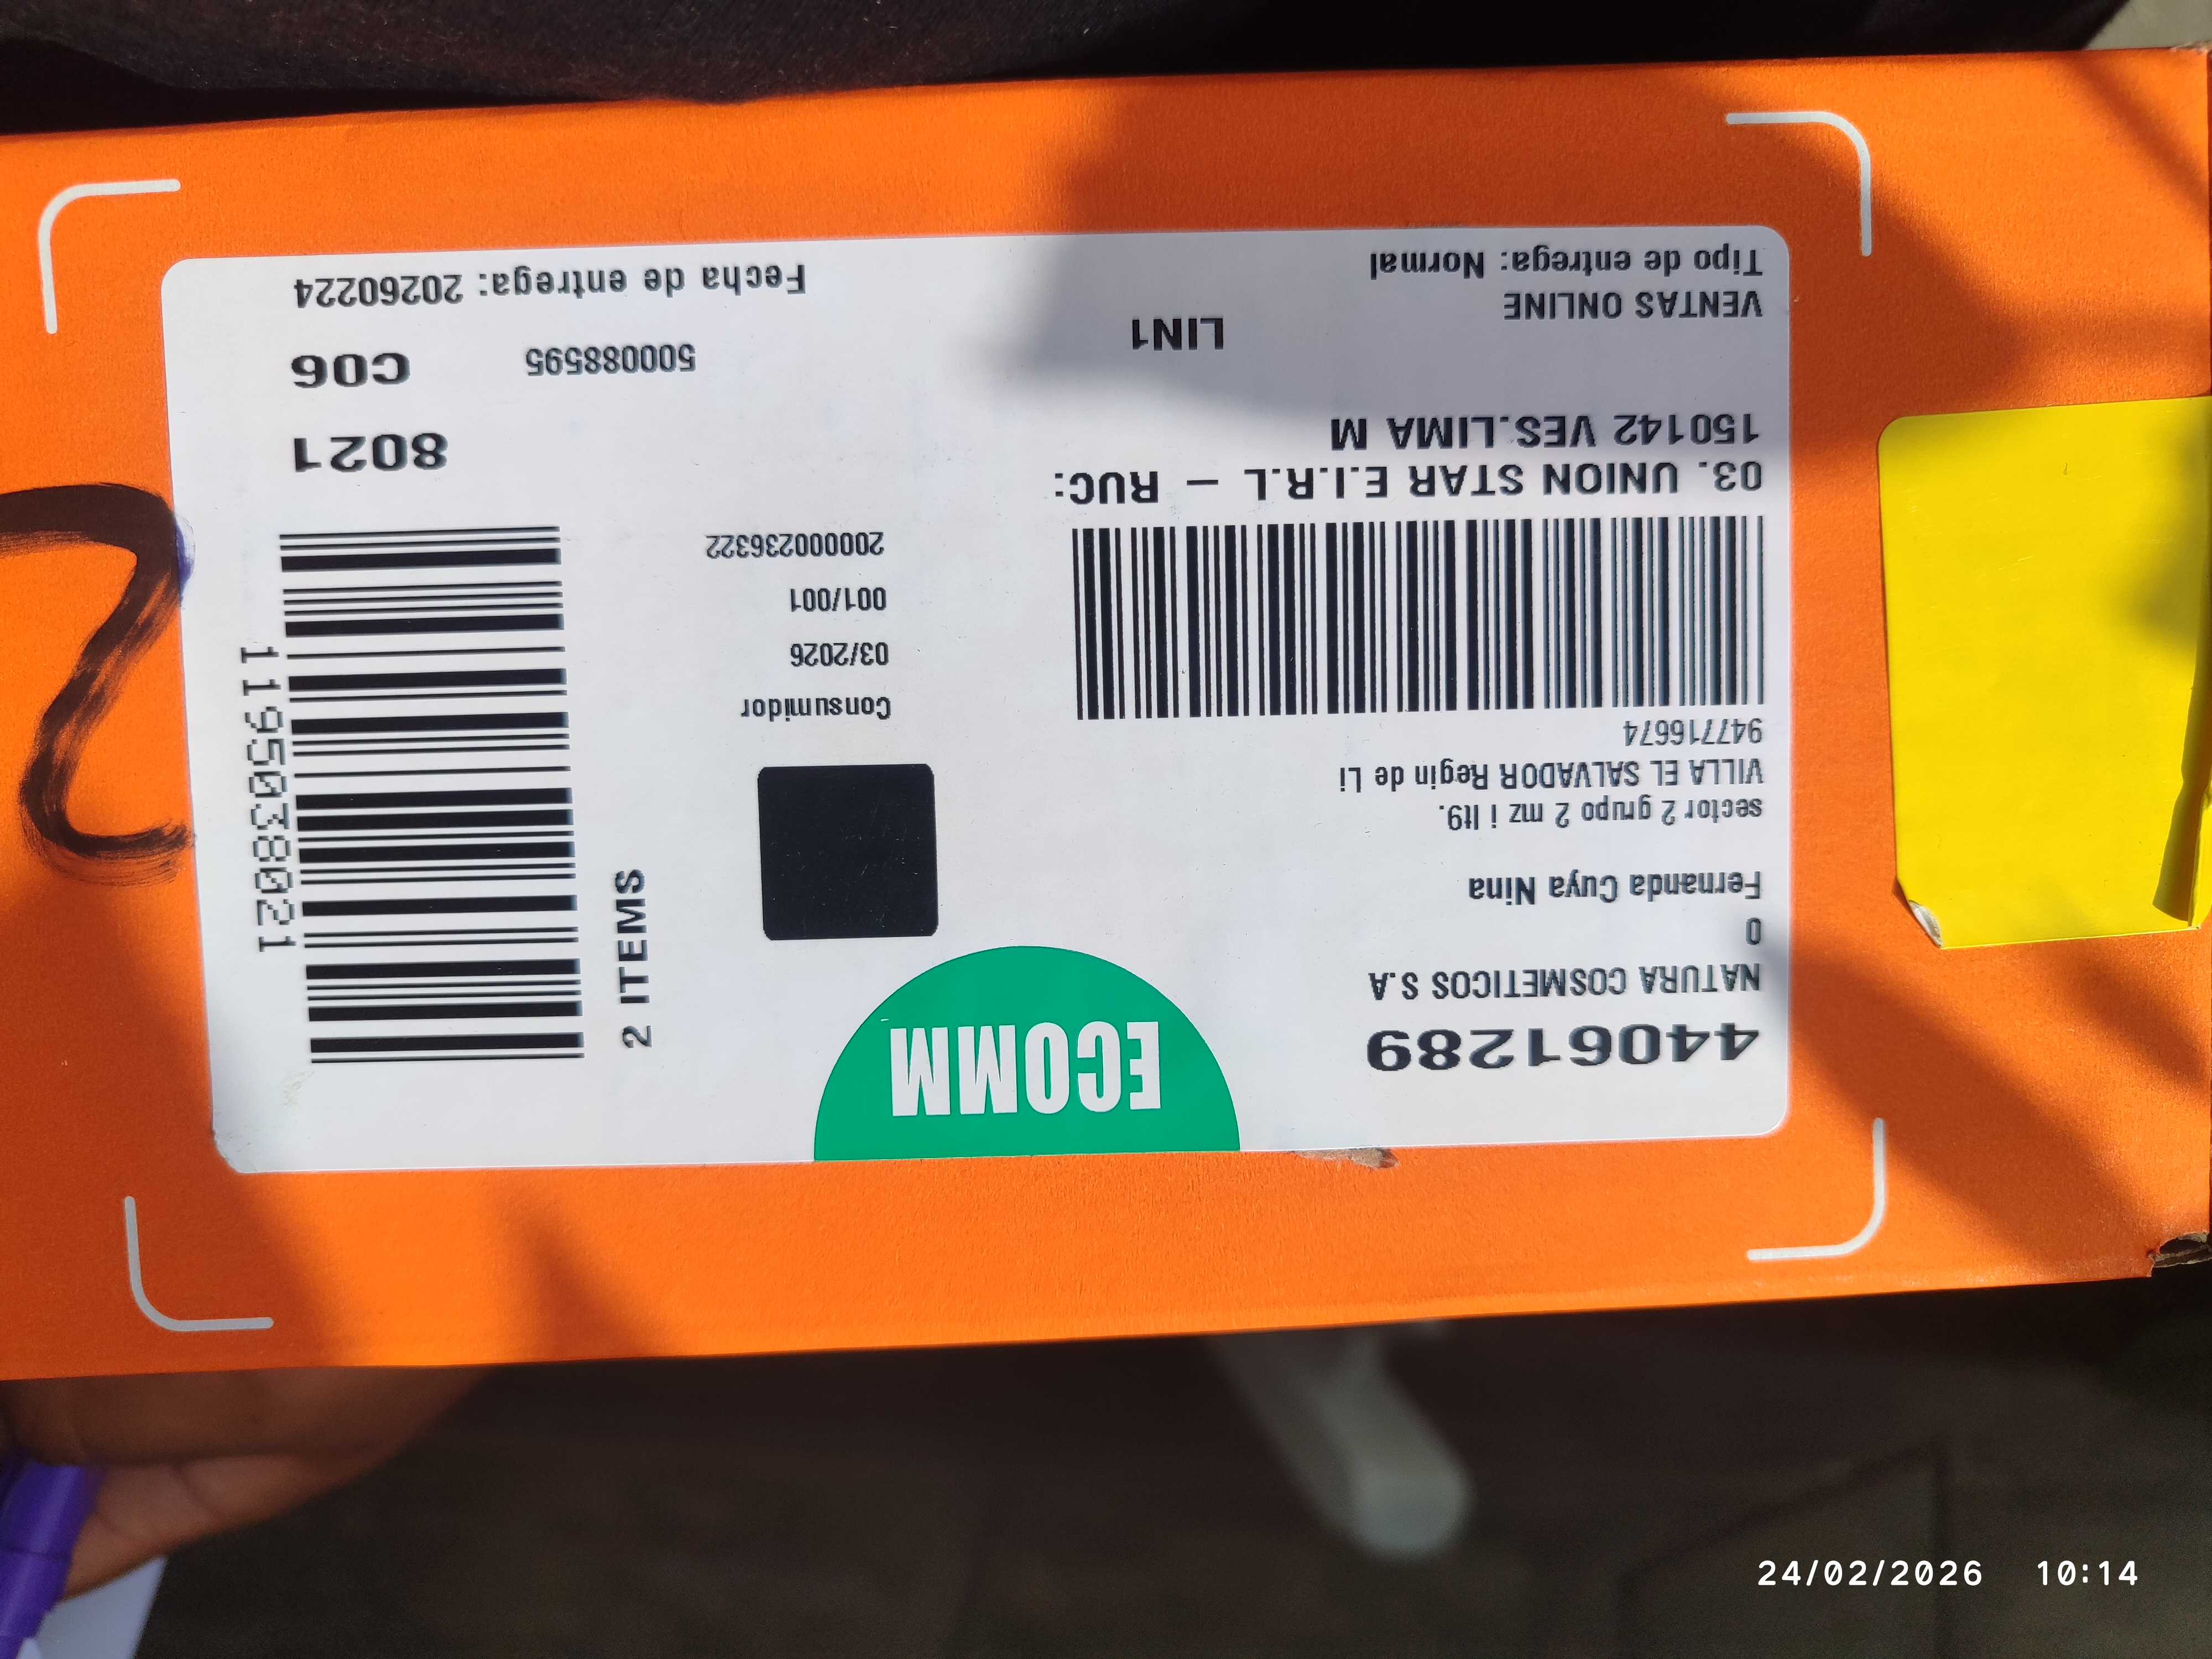 44061289
NATURA COSMETICOS S.A
0
Fernanda Cuya Nina
sector 2 grupo 2 mz i lt9.
VILLA EL SALVADOR Regin de Li
947716674
03. UNION STAR E.I.R.L – RUC:
150142 VES.LIMA M
LIN1
VENTAS ONLINE
Tipo de entrega: Normal
ECOMM
Consumidor
03/2026
001/001
200000236322
2 ITEMS
1195038021
8021
500088595
C06
Fecha de entrega: 20260224
2
24/02/2026 10:14